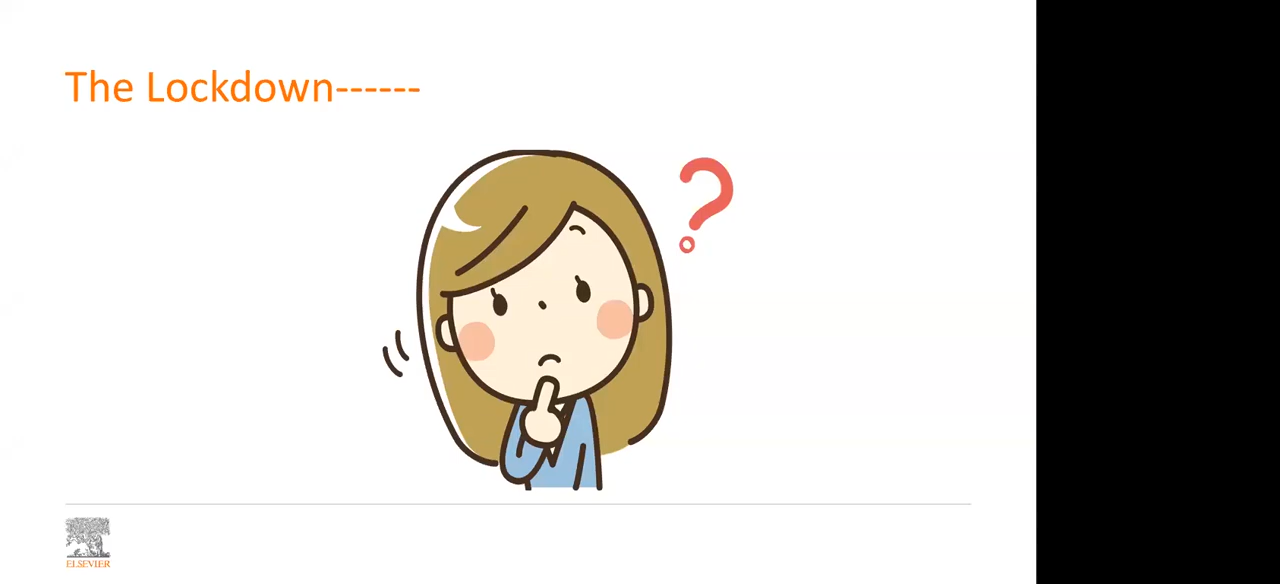 The Lockdown------
?
ELSEVIER